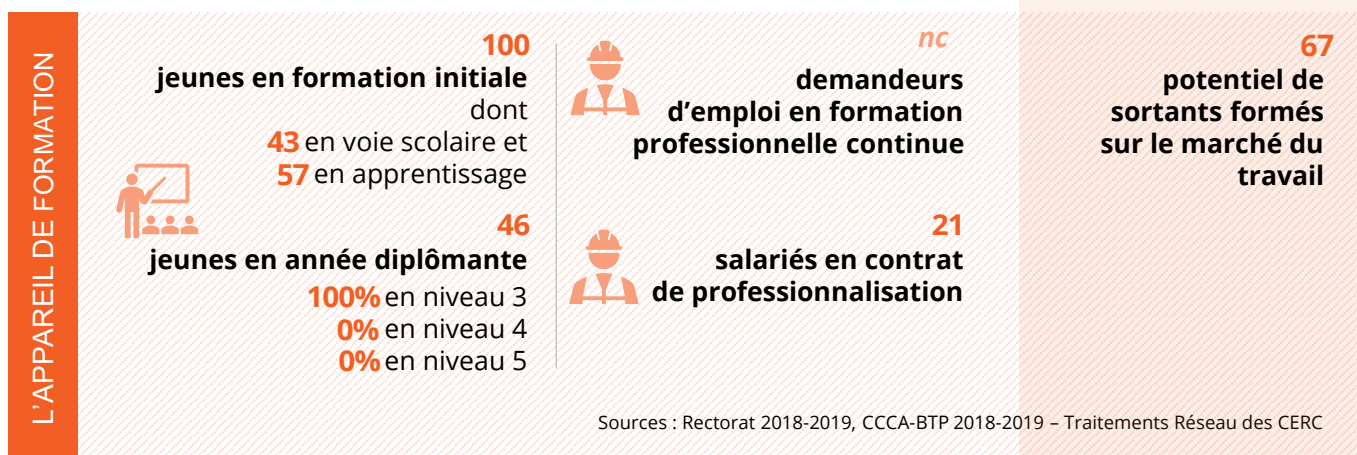 L'APPAREIL DE FORMATION
100
jeunes en formation initiale
dont
43 en voie scolaire et
57 en apprentissage
46
jeunes en année diplômante
100% en niveau 3
0% en niveau 4
0% en niveau 5
nc
demandeurs
d'emploi en formation
professionnelle continue
21
salariés en contrat
de professionnalisation
67
potentiel de
sortants formés
sur le marché du
travail
Sources : Rectorat 2018-2019, CCCA-BTP 2018-2019 – Traitements Réseau des CERC